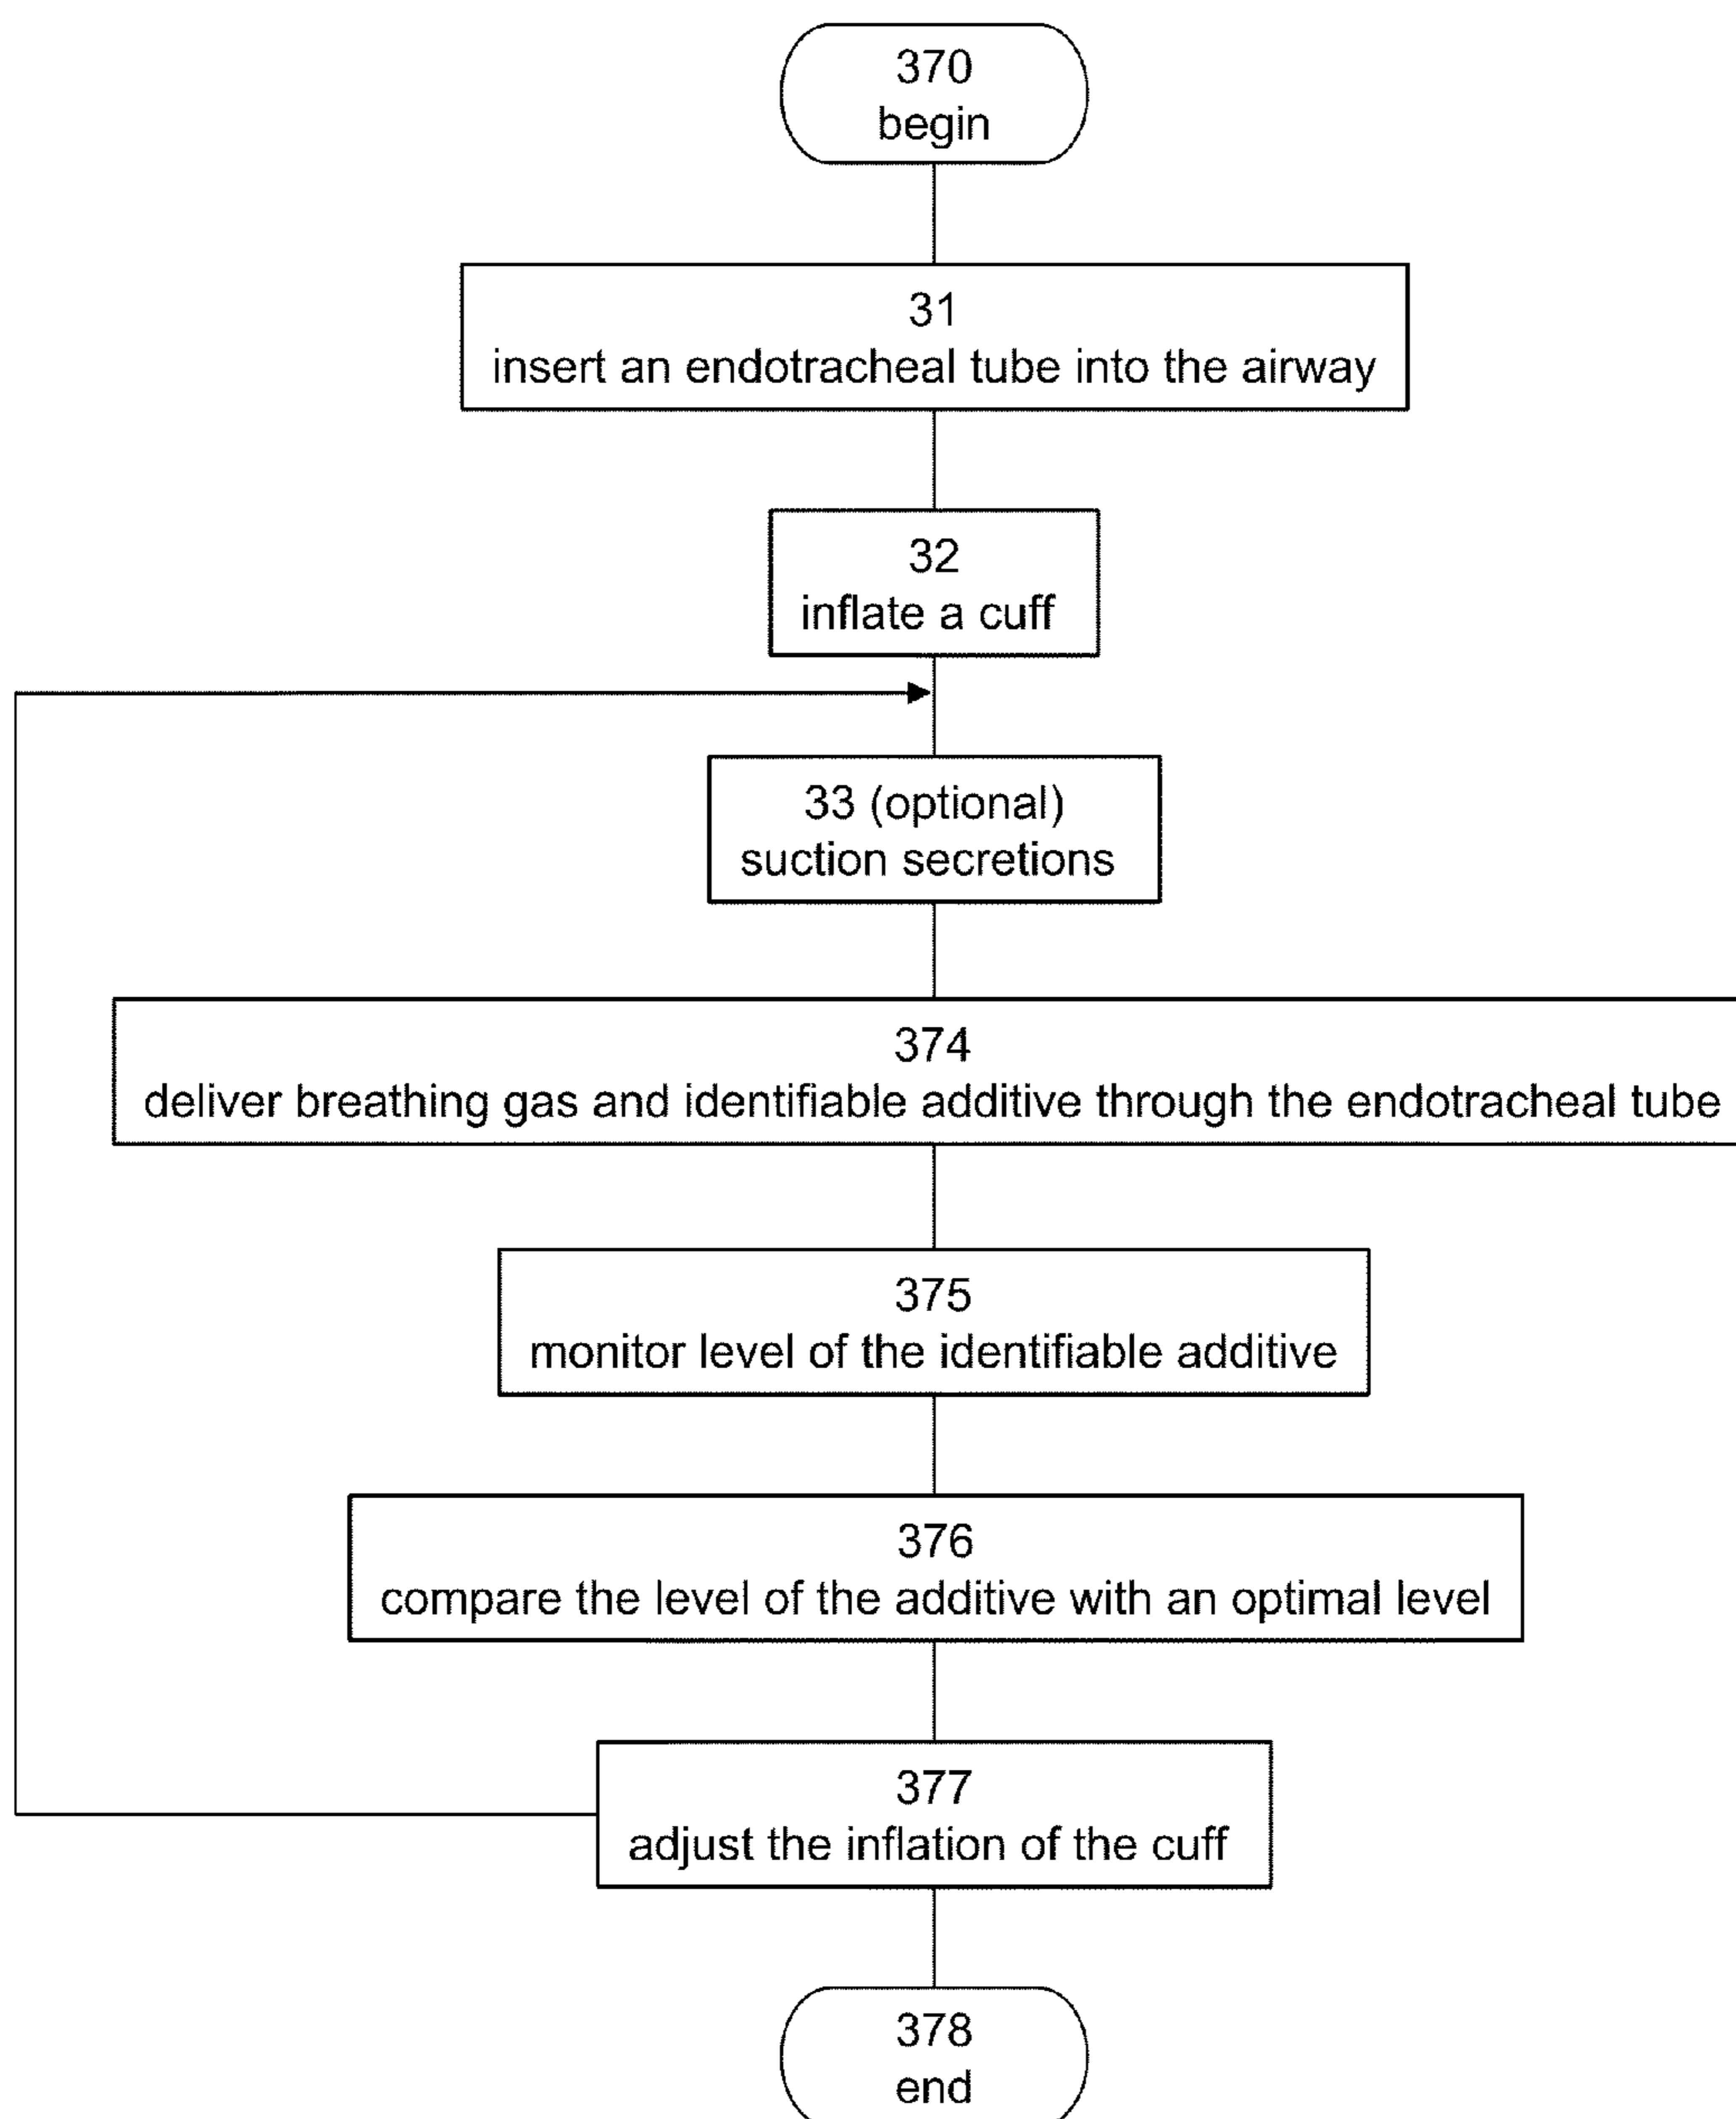 370
begin
31
insert an endotracheal tube into the airway
32
inflate a cuff
33 (optional)
suction secretions
374
deliver breathing gas and identifiable additive through the endotracheal tube
375
monitor level of the identifiable additive
376
compare the level of the additive with an optimal level
377
adjust the inflation of the cuff
378
end